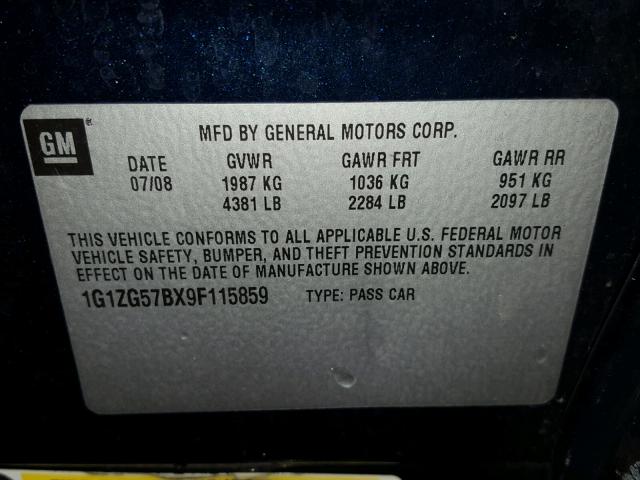 GM
MFD BY GENERAL MOTORS CORP.
DATE GVWR GAWR FRT GAWR RR
07/08 1987 KG 1036 KG 951 KG
4381 LB 2284 LB 2097 LB
THIS VEHICLE CONFORMS TO ALL APPLICABLE U.S. FEDERAL MOTOR
VEHICLE SAFETY, BUMPER, AND THEFT PREVENTION STANDARDS IN
EFFECT ON THE DATE OF MANUFACTURE SHOWN ABOVE.
1G1ZG57BX9F115859 TYPE: PASS CAR